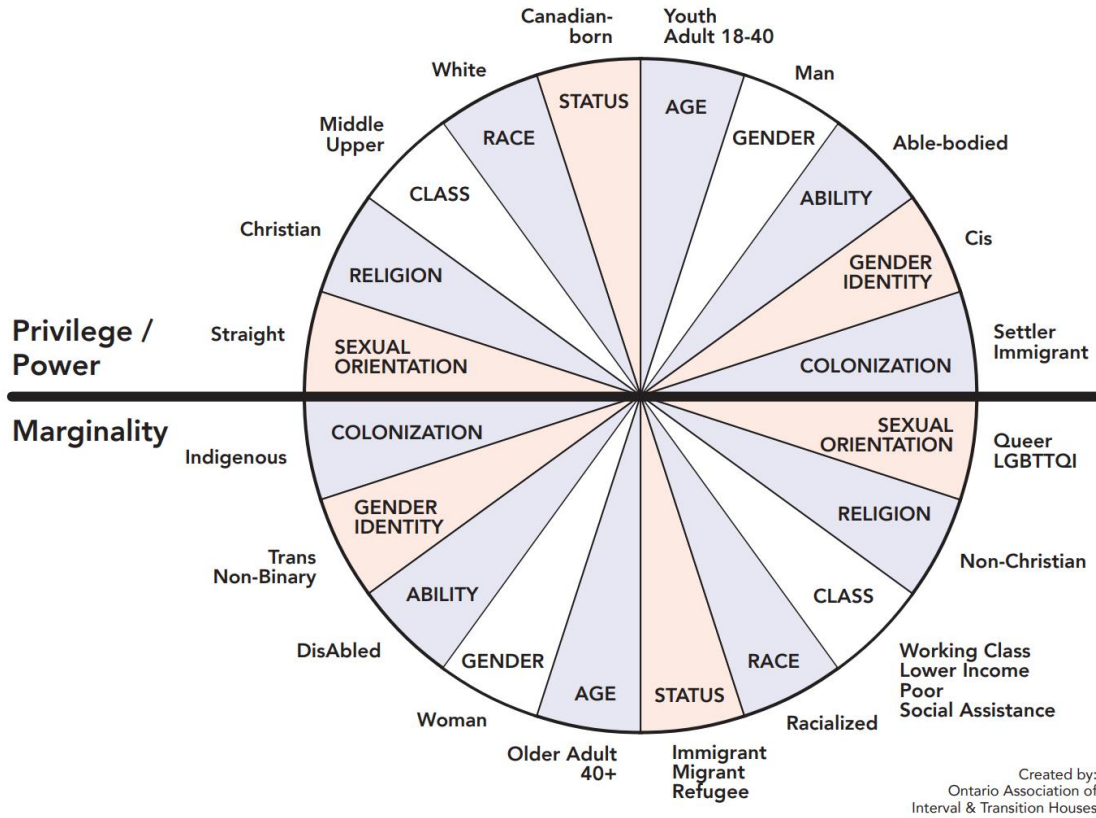 Canadian-
born
Youth
Adult 18-40
White
Man
STATUS
AGE
Middle
Upper
RACE
GENDER
Able-bodied
CLASS
ABILITY
Christian
Cis
RELIGION
GENDER
IDENTITY
Privilege /
Power
Straight
SEXUAL
ORIENTATION
COLONIZATION
Settler
Immigrant
Marginality
Indigenous
COLONIZATION
SEXUAL
ORIENTATION
Queer
LGBTTQI
GENDER
IDENTITY
RELIGION
Trans
Non-Binary
Non-Christian
ABILITY
CLASS
DisAbled
GENDER
RACE
Working Class
Lower Income
Poor
Social Assistance
AGE
STATUS
Woman
Racialized
Older Adult
40+
Immigrant
Migrant
Refugee
Created by:
Ontario Association of
Interval & Transition Houses